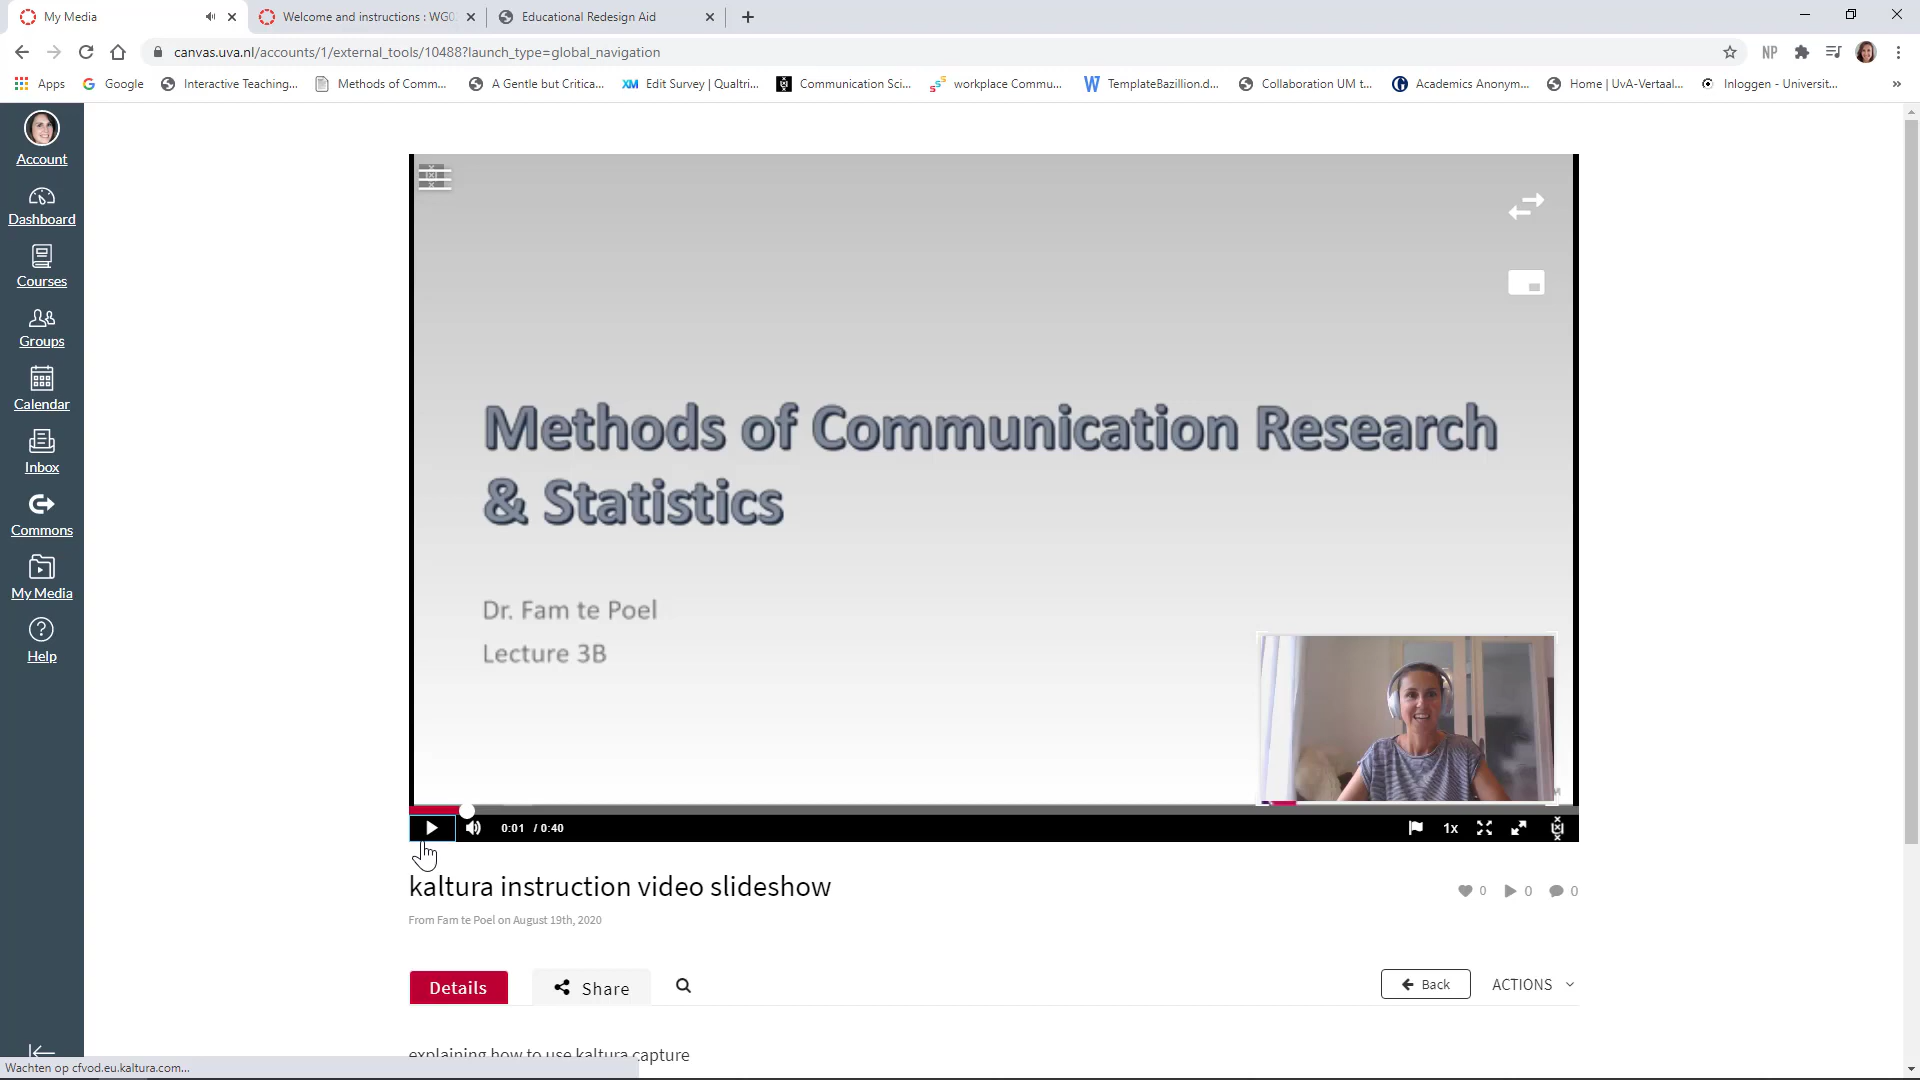 My Media
Welcome and instructions : WG0
Educational Redesign Aid
canvas.uva.nl/accounts/1/external_tools/10488?launch_type=global_navigation
NP
Apps
Google
Interactive Teaching...
Methods of Comm...
A Gentle but Critica...
XM Edit Survey | Qualtri...
Communication Sci...
workplace Commu...
TemplateBazillion.d...
Collaboration UM t...
Academics Anonym...
Home | UvA-Vertaal...
Inloggen - Universit...
»
Account
Dashboard
Courses
Groups
Calendar
Inbox
Commons
My Media
Help
Methods of Communication Research
& Statistics
Dr. Fam te Poel
Lecture 3B
0:01 / 0:40
1x
kaltura instruction video slideshow
0
0
0
From Fam te Poel on August 19th, 2020
Details
Share
Back
ACTIONS
explaining how to use kaltura capture
Wachten op cfvod.eu.kaltura.com...